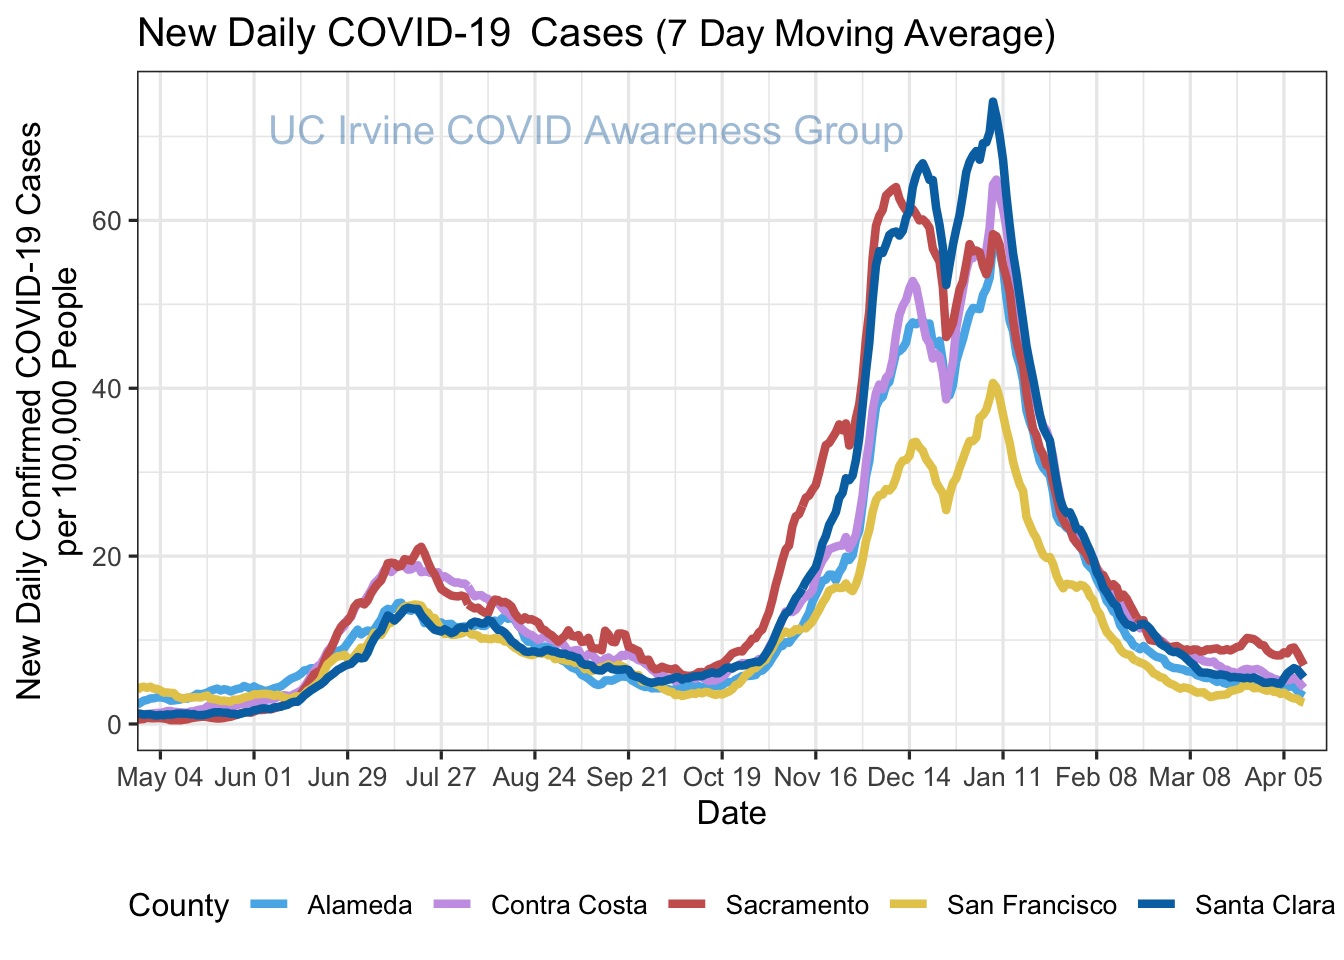 New Daily COVID-19  Cases (7 Day Moving Average)
UC Irvine COVID Awareness Group
New Daily Confirmed COVID-19 Cases
per 100,000 People
60
40
20
0
May 04 Jun 01 Jun 29 Jul 27 Aug 24 Sep 21 Oct 19 Nov 16 Dec 14 Jan 11 Feb 08 Mar 08 Apr 05
Date
County Alameda Contra Costa Sacramento San Francisco Santa Clara